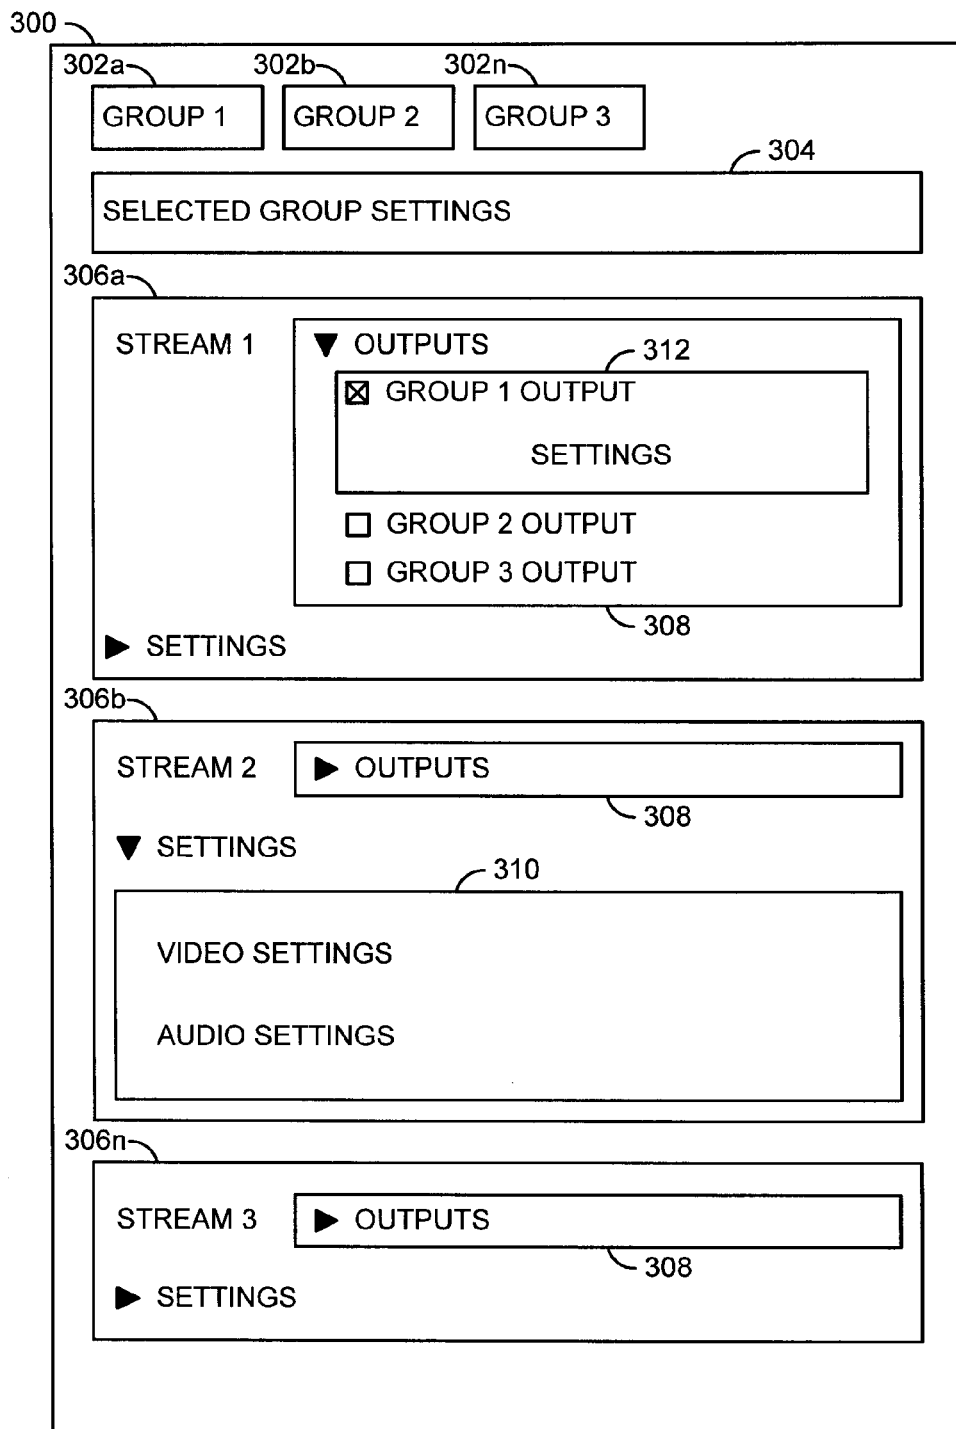 300
302a 302b 302n
GROUP 1 GROUP 2 GROUP 3
304
SELECTED GROUP SETTINGS
306a
STREAM 1 OUTPUTS
312
GROUP 1 OUTPUT
SETTINGS
GROUP 2 OUTPUT
GROUP 3 OUTPUT
308
SETTINGS
306b
STREAM 2 OUTPUTS
308
SETTINGS
310
VIDEO SETTINGS
AUDIO SETTINGS
306n
STREAM 3 OUTPUTS
308
SETTINGS